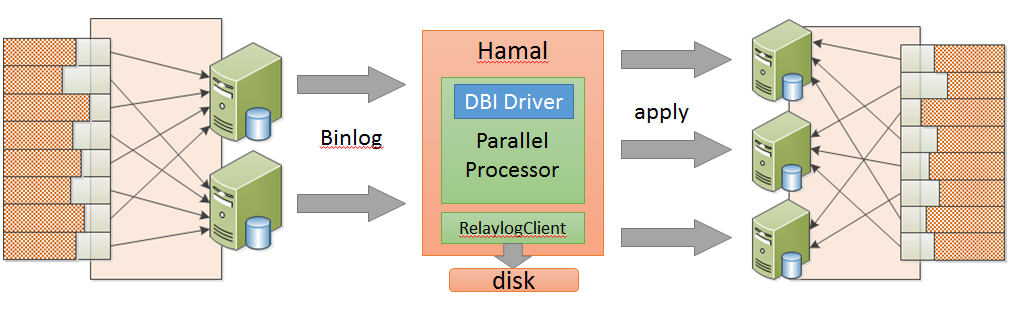 Hamal
DBI Driver
Parallel
Processor
RelaylogClient
disk
Binlog
apply